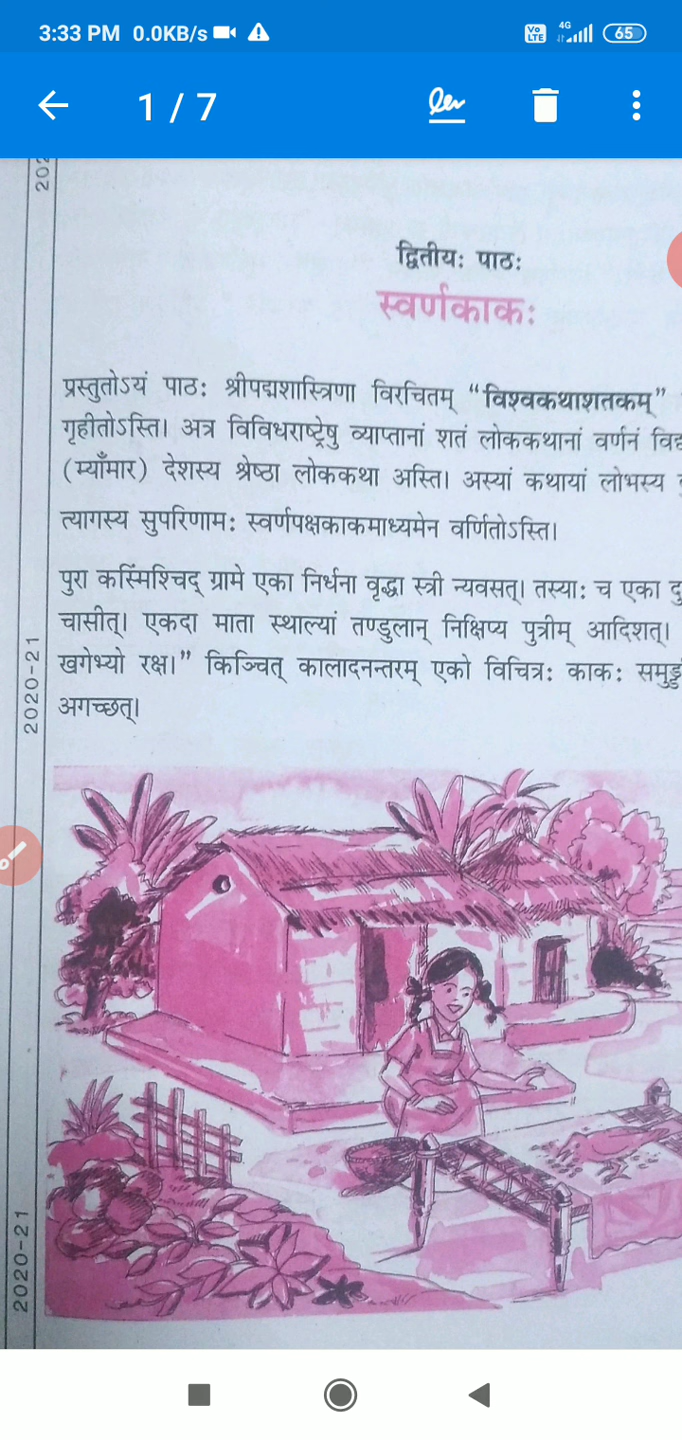 3:33 PM 0.0KB/s
Vo LTE 4G 65
1 / 7
द्वितीयः पाठः
स्वर्णकाकः
प्रस्तुतोऽयं पाठः श्रीपद्मशास्त्रिणा विरचितम् “विश्वकथाशतकम्”
गृहीतोऽस्ति। अत्र विविधराष्ट्रेषु व्याप्तानां शतं लोककथानां वर्णनं
(म्याँमार) देशस्य श्रेष्ठा लोककथा अस्ति। अस्यां कथायां लोभस्य
त्यागस्य सुपरिणामः स्वर्णपक्षकाकमाध्यमेन वर्णितोऽस्ति।
पुरा कस्मिंश्चिद् ग्रामे एका निर्धना वृद्धा स्त्री न्यवसत्। तस्याः च एका
चासीत्। एकदा माता स्थाल्यां तण्डुलान् निक्षिप्य पुत्रीम् आदिशत्।
खगेभ्यो रक्ष।” किञ्चित् कालादनन्तरम् एको विचित्रः काकः
अगच्छत्।
2020-21
2020-21